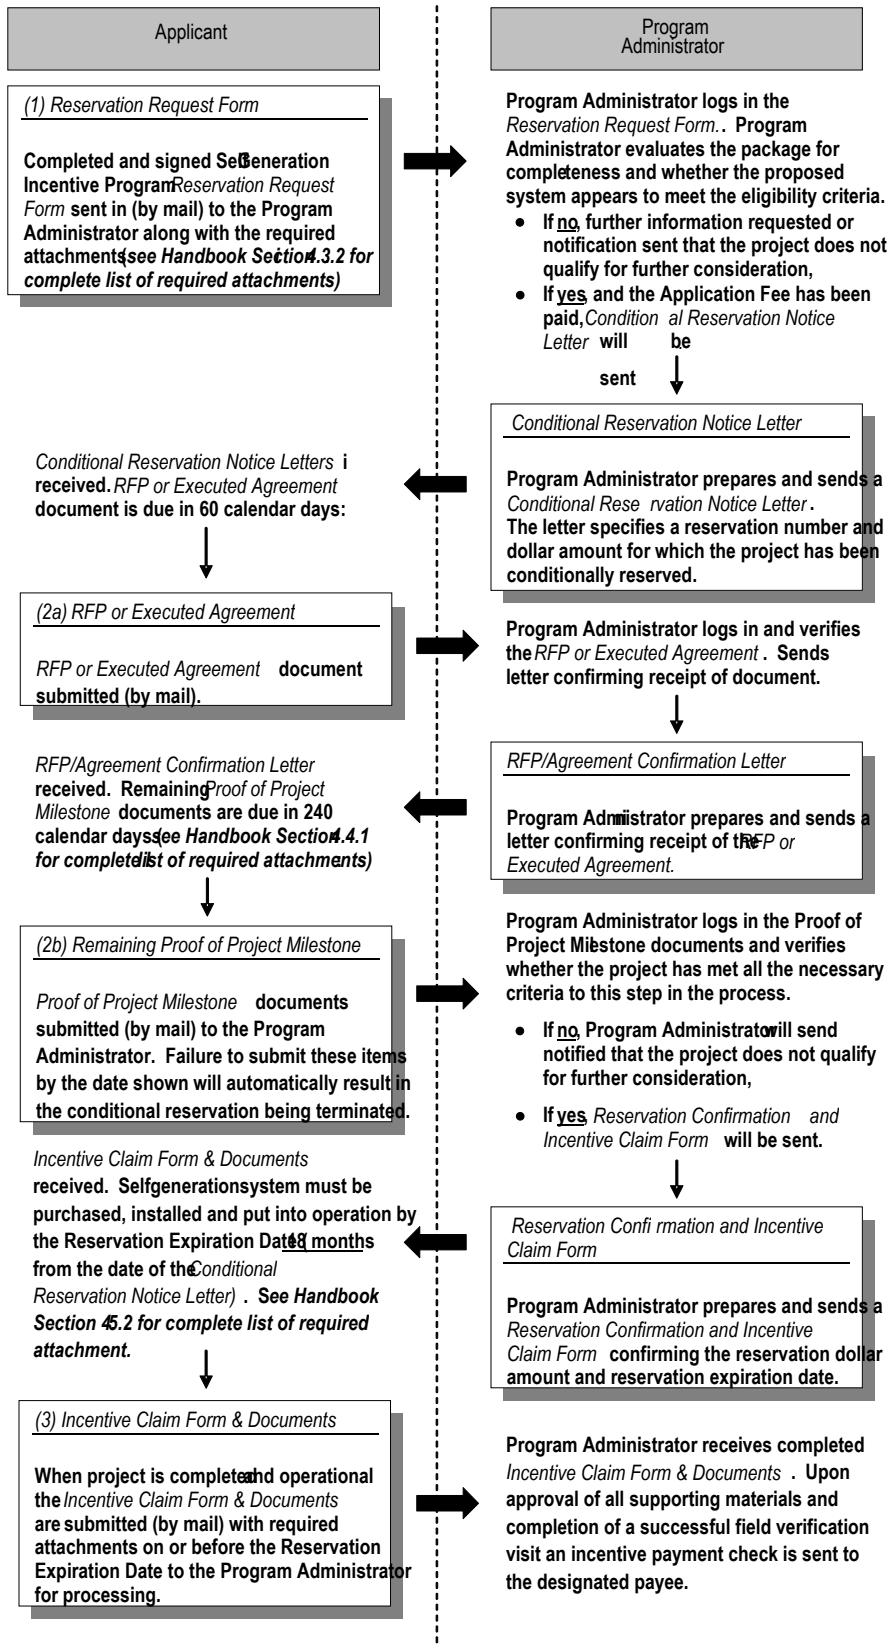 Applicant
Program
Administrator
(1) Reservation Request Form
Completed and signed Self Generation
Incentive Program Reservation Request
Form sent in (by mail) to the Program
Administrator along with the required
attachments (see Handbook Section 4.3.2 for
complete list of required attachments)
Program Administrator logs in the
Reservation Request Form.. Program
Administrator evaluates the package for
completeness and whether the proposed
system appears to meet the eligibility criteria.
• If no, further information requested or
notification sent that the project does not
qualify for further consideration,
• If yes, and the Application Fee has been
paid, Condition al Reservation Notice
Letter will be
sent
Conditional Reservation Notice Letter
Program Administrator prepares and sends a
Conditional Rese rvation Notice Letter.
The letter specifies a reservation number and
dollar amount for which the project has been
conditionally reserved.
Conditional Reservation Notice Letters i
received. RFP or Executed Agreement
document is due in 60 calendar days:
(2a) RFP or Executed Agreement
RFP or Executed Agreement document
submitted (by mail).
Program Administrator logs in and verifies
the RFP or Executed Agreement. Sends
letter confirming receipt of document.
RFP/Agreement Confirmation Letter
Program Administrator prepares and sends a
letter confirming receipt of the RFP or
Executed Agreement.
RFP/Agreement Confirmation Letter
received. Remaining Proof of Project
Milestone documents are due in 240
calendar days (see Handbook Section 4.4.1
for complete list of required attachments)
(2b) Remaining Proof of Project Milestone
Proof of Project Milestone documents
submitted (by mail) to the Program
Administrator. Failure to submit these items
by the date shown will automatically result in
the conditional reservation being terminated.
Program Administrator logs in the Proof of
Project Milestone documents and verifies
whether the project has met all the necessary
criteria to this step in the process.
• If no, Program Administrator will send
notified that the project does not qualify
for further consideration,
• If yes, Reservation Confirmation and
Incentive Claim Form will be sent.
Reservation Confi rmation and Incentive
Claim Form
Program Administrator prepares and sends a
Reservation Confirmation and Incentive
Claim Form confirming the reservation dollar
amount and reservation expiration date.
Incentive Claim Form & Documents
received. Selfgeneration system must be
purchased, installed and put into operation by
the Reservation Expiration Date (18 months
from the date of the Conditional
Reservation Notice Letter). See Handbook
Section 4.5.2 for complete list of required
attachment.
(3) Incentive Claim Form & Documents
When project is completed and operational
the Incentive Claim Form & Documents
are submitted (by mail) with required
attachments on or before the Reservation
Expiration Date to the Program Administrator
for processing.
Program Administrator receives completed
Incentive Claim Form & Documents. Upon
approval of all supporting materials and
completion of a successful field verification
visit an incentive payment check is sent to
the designated payee.